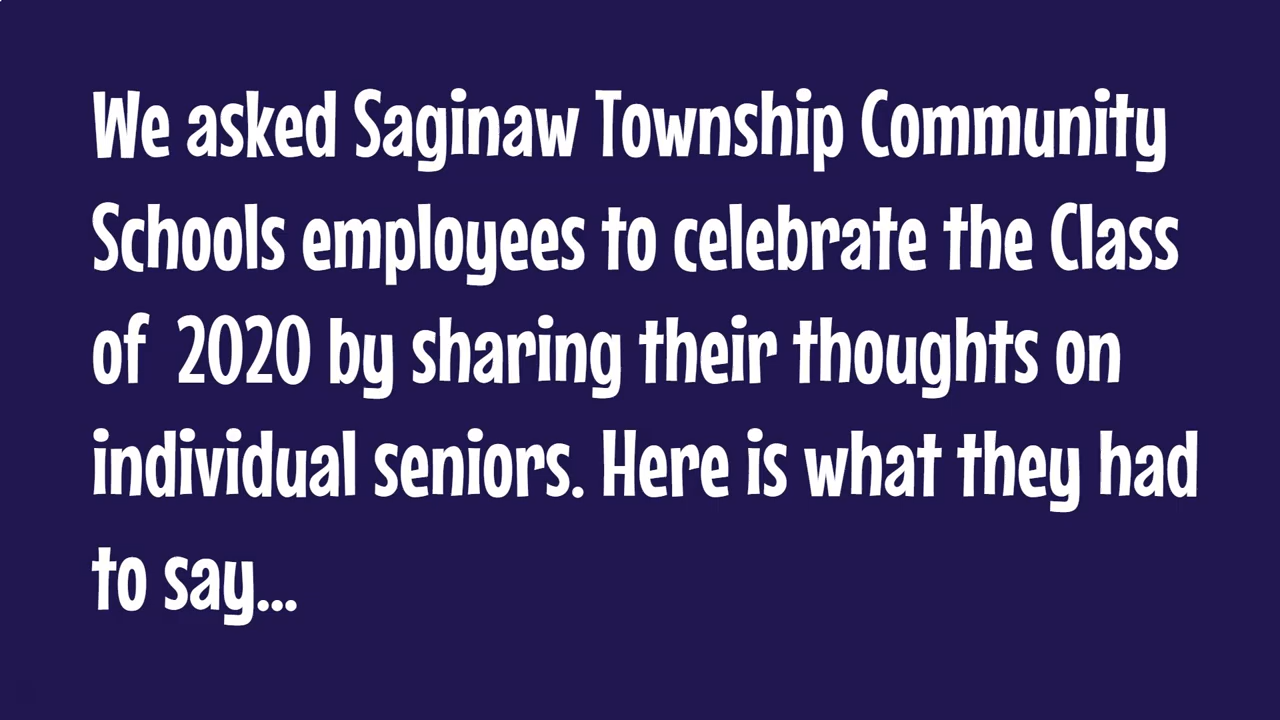 We asked Saginaw Township Community
Schools employees to celebrate the Class
of 2020 by sharing their thoughts on
individual seniors. Here is what they had
to say...